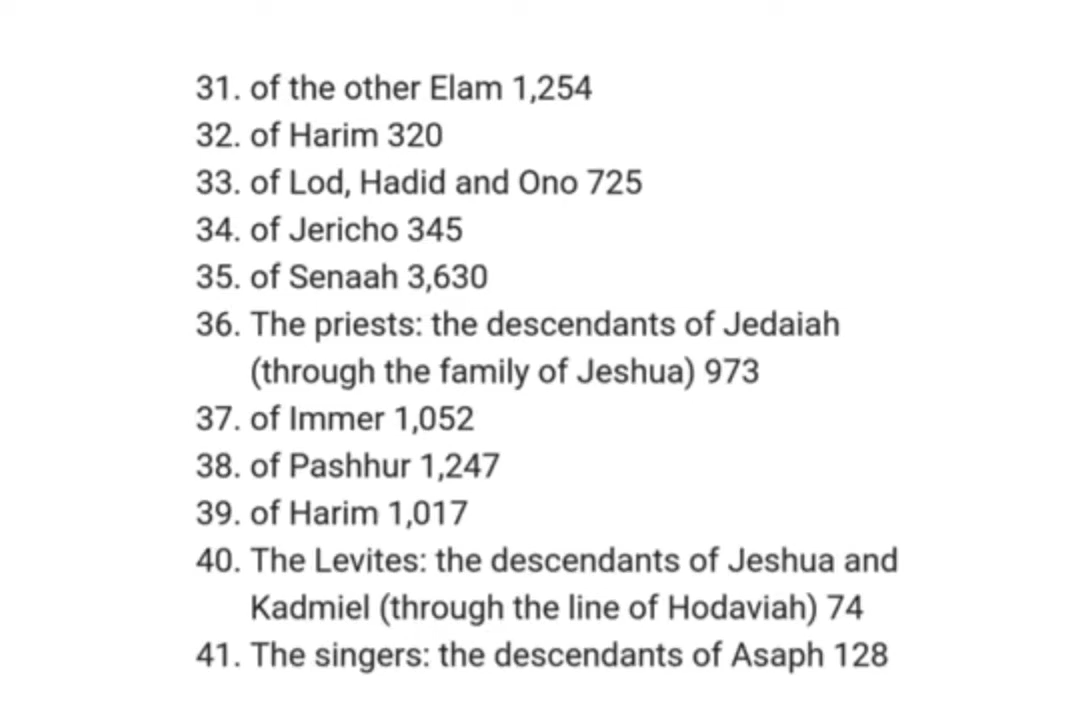 31. of the other Elam 1,254
32. of Harim 320
33. of Lod, Hadid and Ono 725
34. of Jericho 345
35. of Senaah 3,630
36. The priests: the descendants of Jedaiah
(through the family of Jeshua) 973
37. of Immer 1,052
38. of Pashhur 1,247
39. of Harim 1,017
40. The Levites: the descendants of Jeshua and
Kadmiel (through the line of Hodaviah) 74
41. The singers: the descendants of Asaph 128